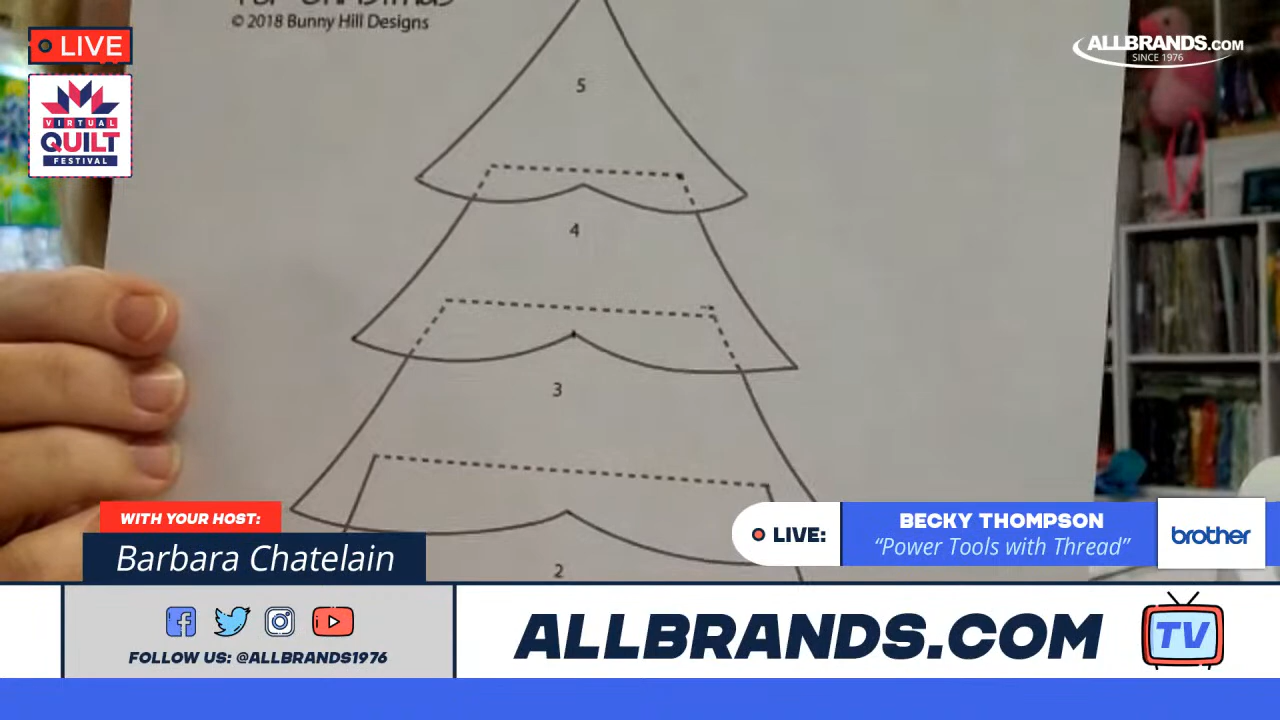 © 2018 Bunny Hill Designs
LIVE
VIRTUAL
QUILT
FESTIVAL
ALLBRANDS.COM
SINCE 1976
5
4
3
2
WITH YOUR HOST:
Barbara Chatelain
LIVE:
BECKY THOMPSON
“Power Tools with Thread”
brother
FOLLOW US: @ALLBRANDS1976
ALLBRANDS.COM
TV